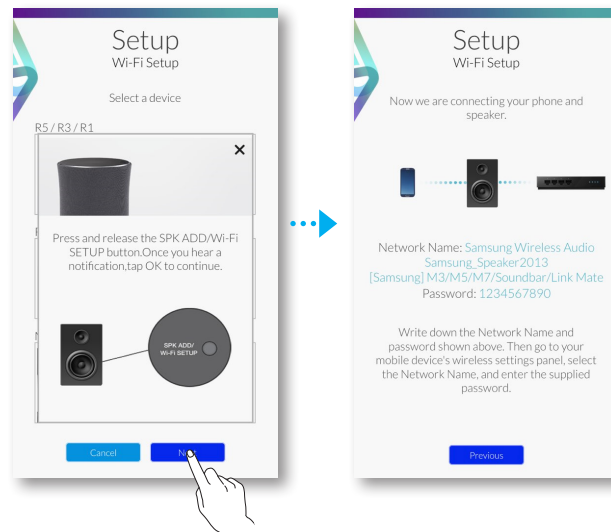 Setup
Wi-Fi Setup
Select a device
R5 / R3 / R1
Press and release the SPK ADD/Wi-Fi
SETUP button.Once you hear a
notification,tap OK to continue.
SPK ADD/
Wi-Fi SETUP
Cancel
Setup
Wi-Fi Setup
Now we are connecting your phone and
speaker.
Network Name: Samsung Wireless Audio
Samsung_Speaker2013
[Samsung] M3/M5/M7/Soundbar/Link Mate
Password: 1234567890
Write down the Network Name and
password shown above. Then go to your
mobile device's wireless settings panel, select
the Network Name, and enter the supplied
password.
Previous